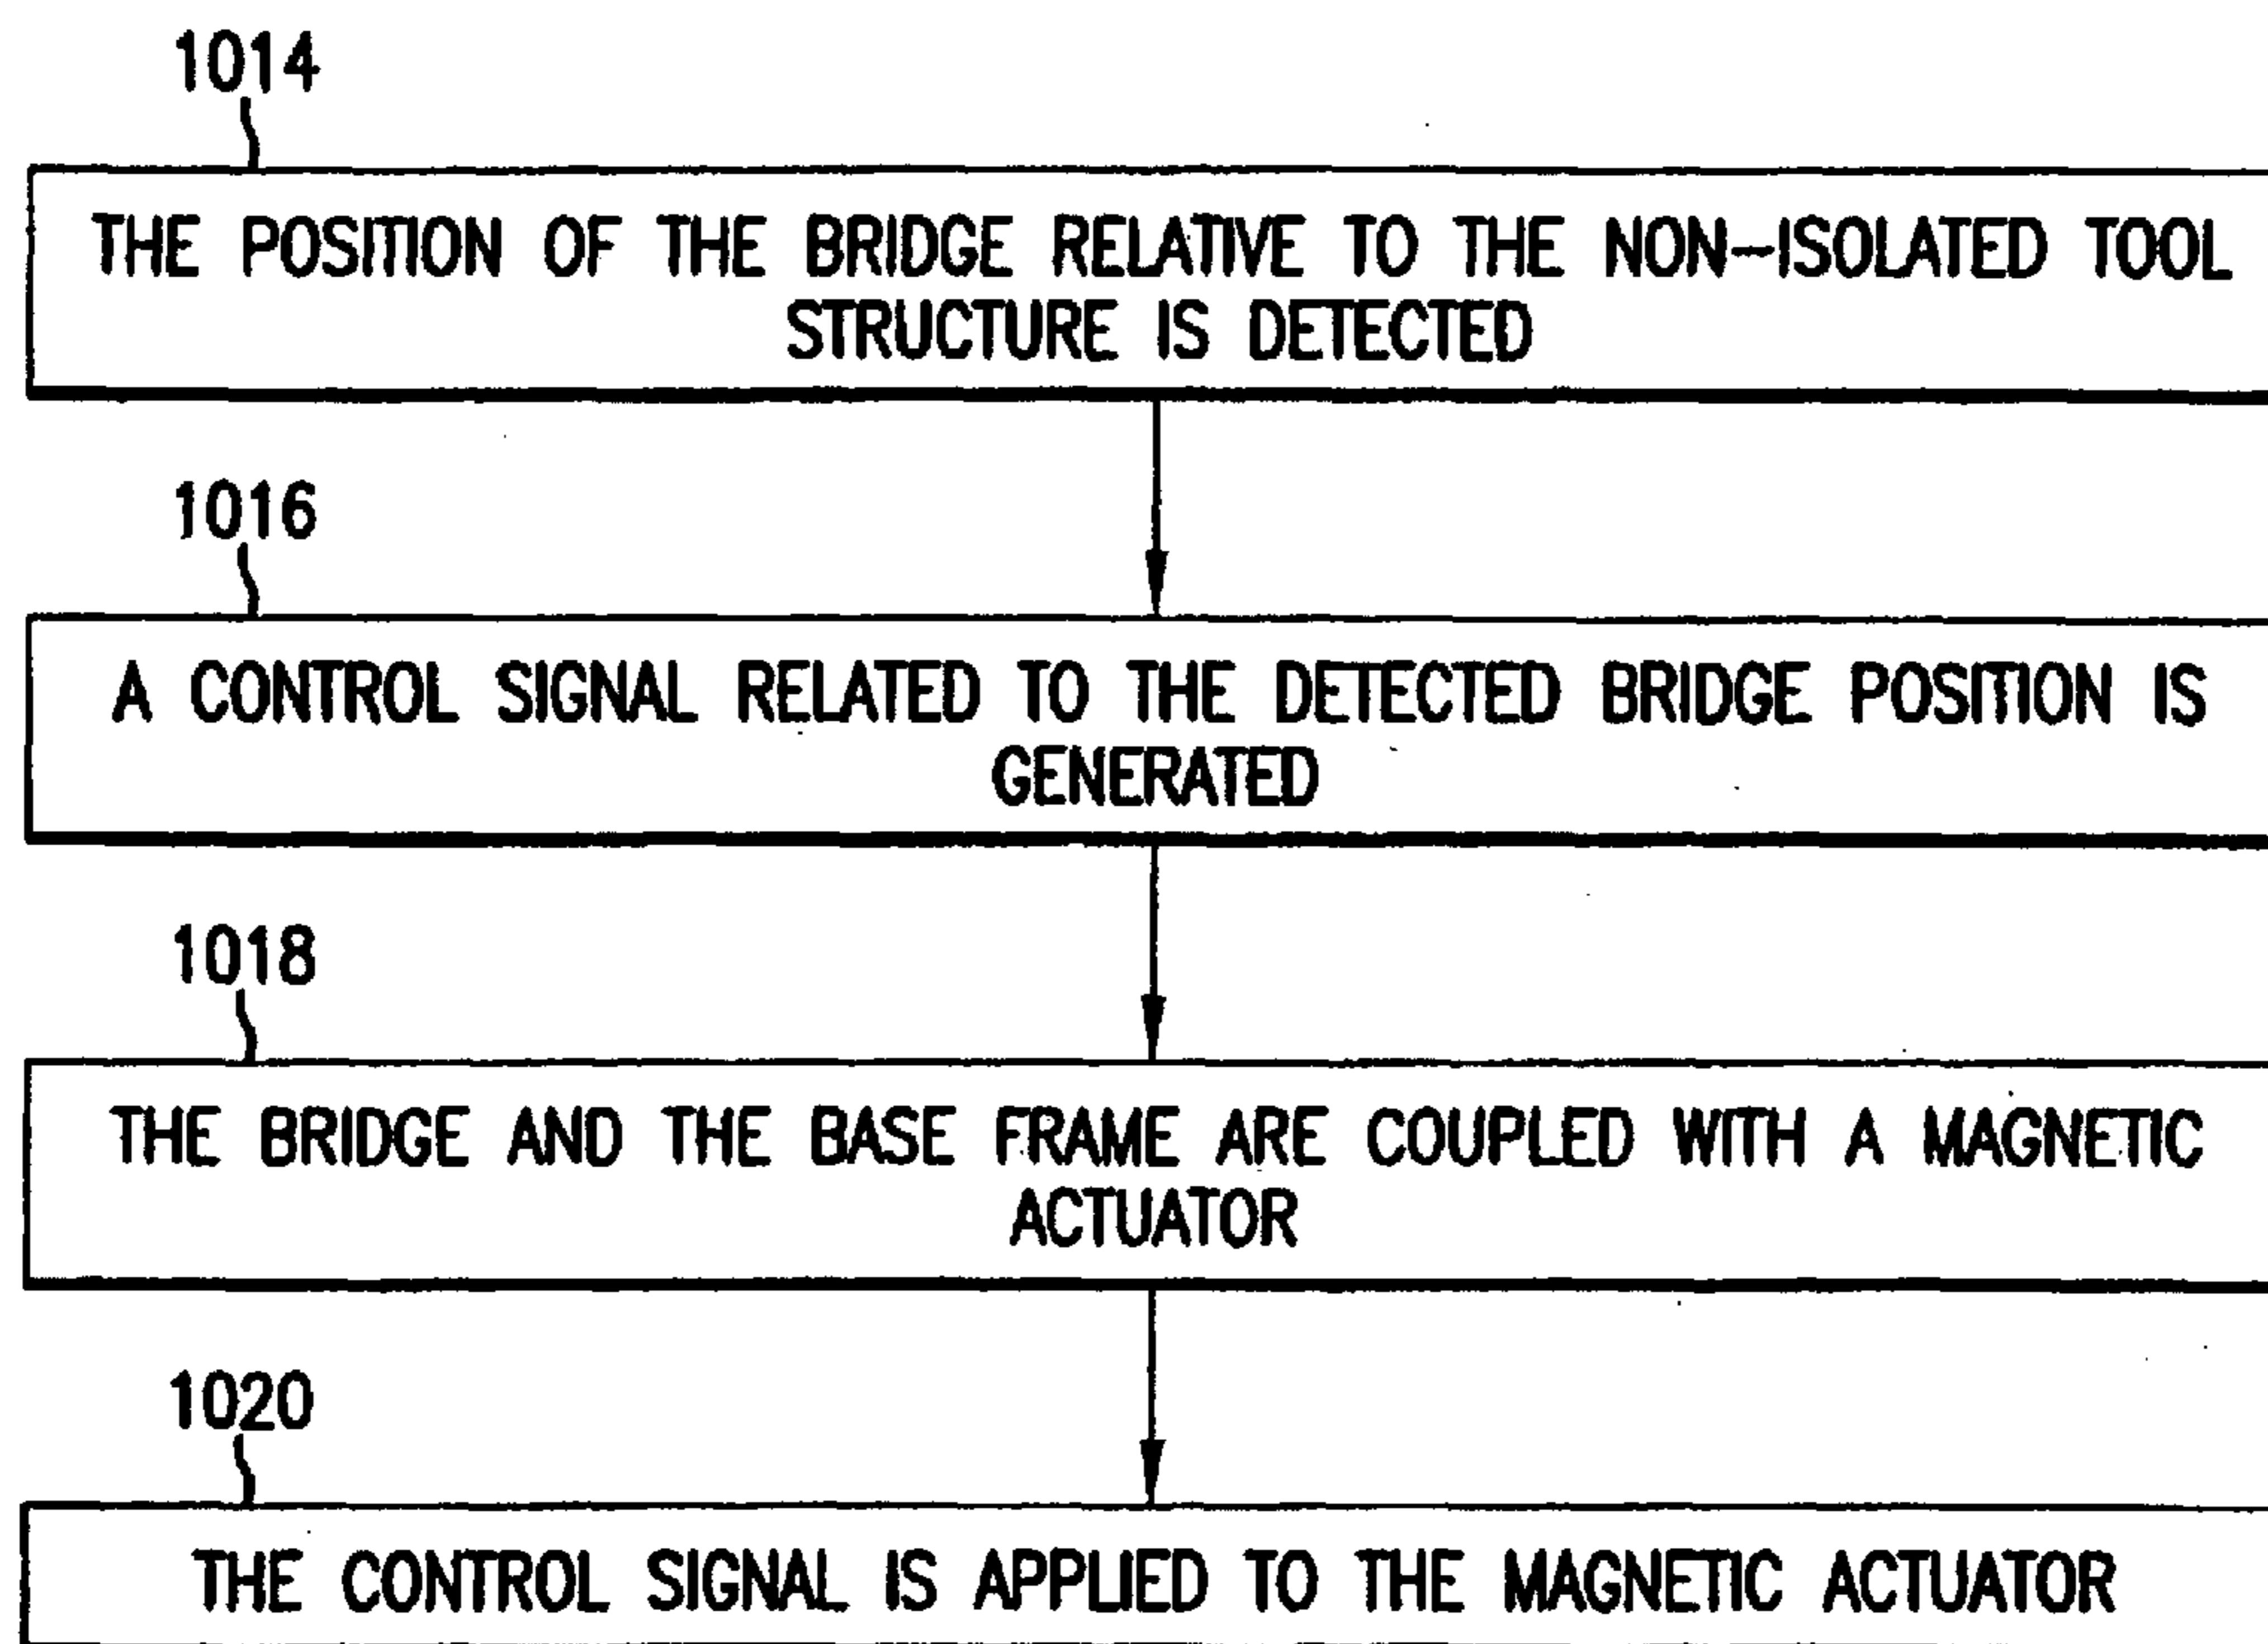 1014
THE POSITION OF THE BRIDGE RELATIVE TO THE NON-ISOLATED TOOL
STRUCTURE IS DETECTED
1016
A CONTROL SIGNAL RELATED TO THE DETECTED BRIDGE POSITION IS
GENERATED
1018
THE BRIDGE AND THE BASE FRAME ARE COUPLED WITH A MAGNETIC
ACTUATOR
1020
THE CONTROL SIGNAL IS APPLIED TO THE MAGNETIC ACTUATOR